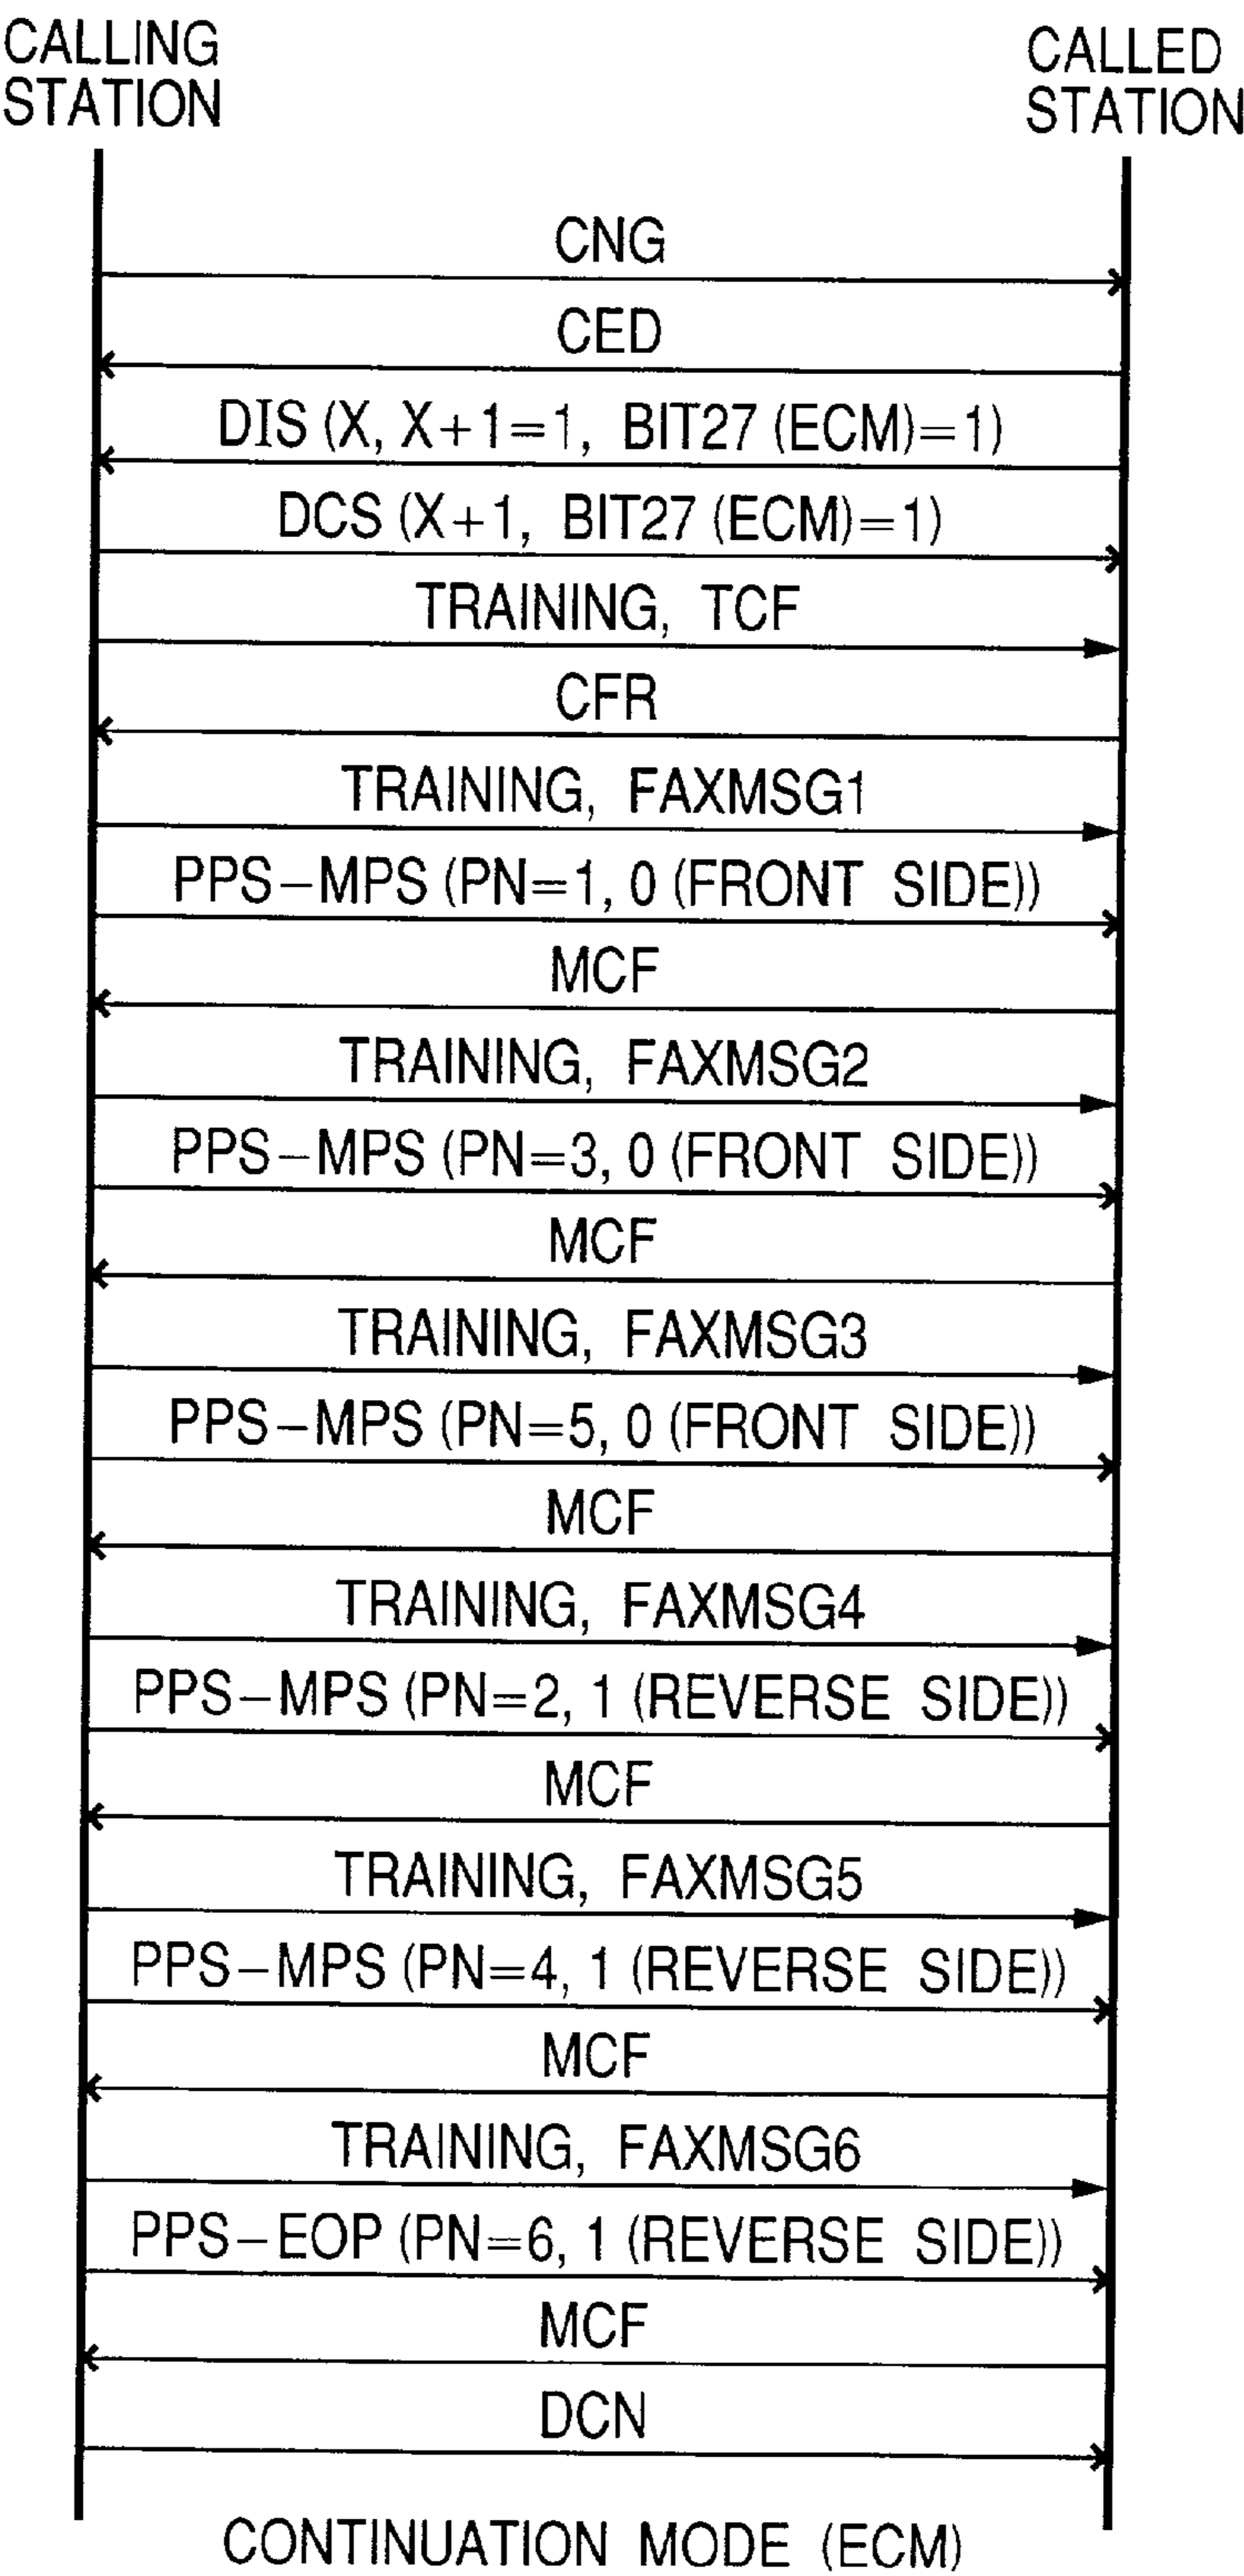 CALLING
STATION
CALLED
STATION
CNG
CED
DIS (X, X+1=1, BIT27 (ECM)=1)
DCS (X+1, BIT27 (ECM)=1)
TRAINING, TCF
CFR
TRAINING, FAXMSG1
PPS-MPS (PN=1, 0 (FRONT SIDE))
MCF
TRAINING, FAXMSG2
PPS-MPS (PN=3, 0 (FRONT SIDE))
MCF
TRAINING, FAXMSG3
PPS-MPS (PN=5, 0 (FRONT SIDE))
MCF
TRAINING, FAXMSG4
PPS-MPS (PN=2, 1 (REVERSE SIDE))
MCF
TRAINING, FAXMSG5
PPS-MPS (PN=4, 1 (REVERSE SIDE))
MCF
TRAINING, FAXMSG6
PPS-EOP (PN=6, 1 (REVERSE SIDE))
MCF
DCN
CONTINUATION MODE (ECM)